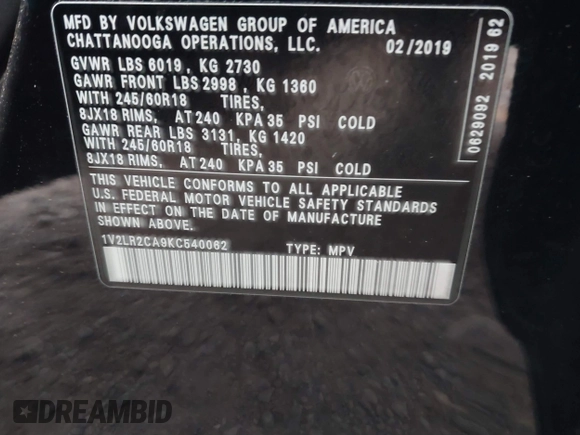 MFD BY VOLKSWAGEN GROUP OF AMERICA
CHATTANOOGA OPERATIONS, LLC. 02/2019
GVWR LBS 6019, KG 2730
GAWR FRONT LBS 2998, KG 1360
WITH 245/60R18 TIRES,
8JX18 RIMS, AT 240 KPA 35 PSI COLD
GAWR REAR LBS 3131, KG 1420
WITH 245/60R18 TIRES,
8JX18 RIMS, AT 240 KPA 35 PSI COLD
THIS VEHICLE CONFORMS TO ALL APPLICABLE
U.S. FEDERAL MOTOR VEHICLE SAFETY STANDARDS
IN EFFECT ON THE DATE OF MANUFACTURE
SHOWN ABOVE.
1V2LR2CA9KC540062 TYPE: MPV
0629092 2019 62
DREAMBID